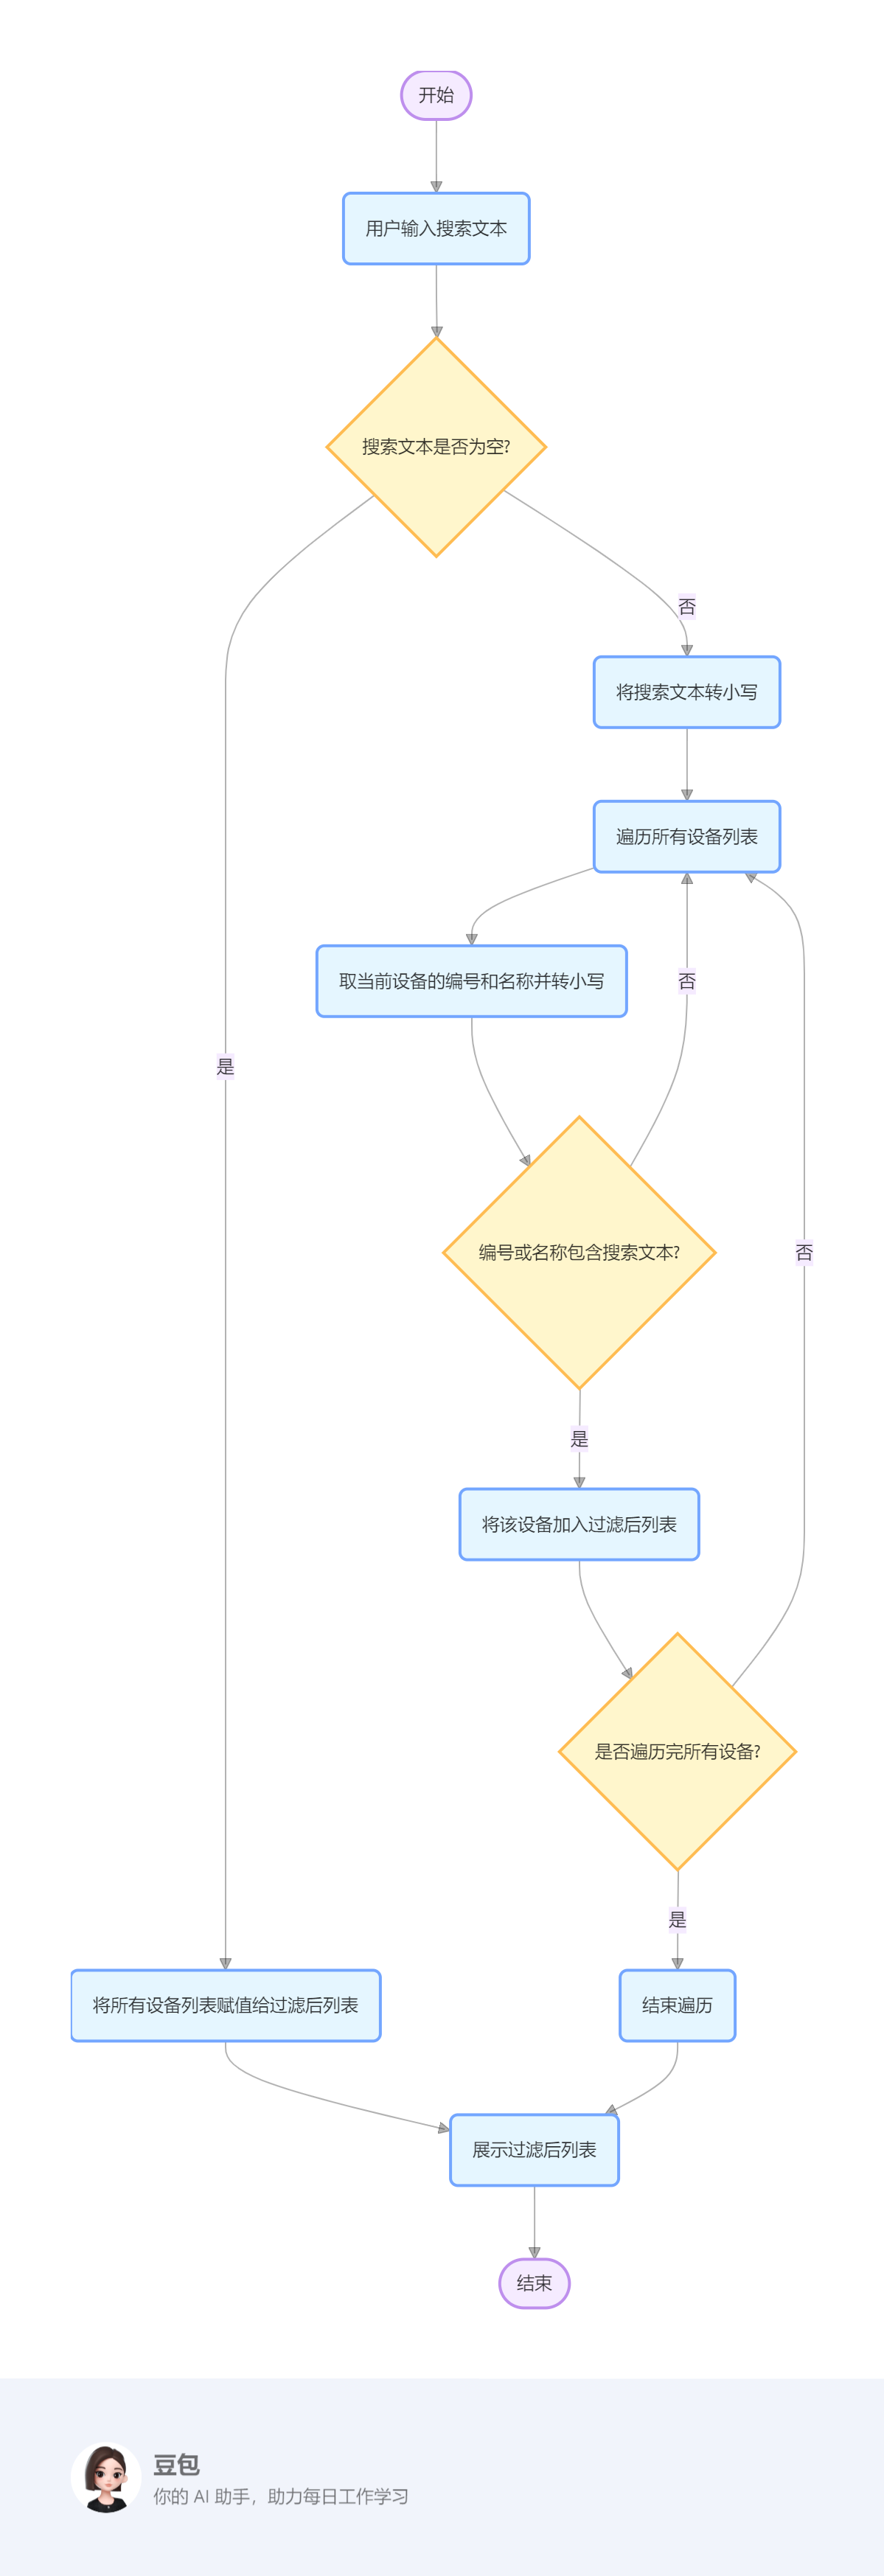 开始
用户输入搜索文本
搜索文本是否为空?
否
将搜索文本转小写
遍历所有设备列表
取当前设备的编号和名称并转小写
否
是
编号或名称包含搜索文本?
否
是
将该设备加入过滤后列表
是否遍历完所有设备?
是
将所有设备列表赋值给过滤后列表
结束遍历
展示过滤后列表
结束
豆包
你的 AI 助手，助力每日工作学习